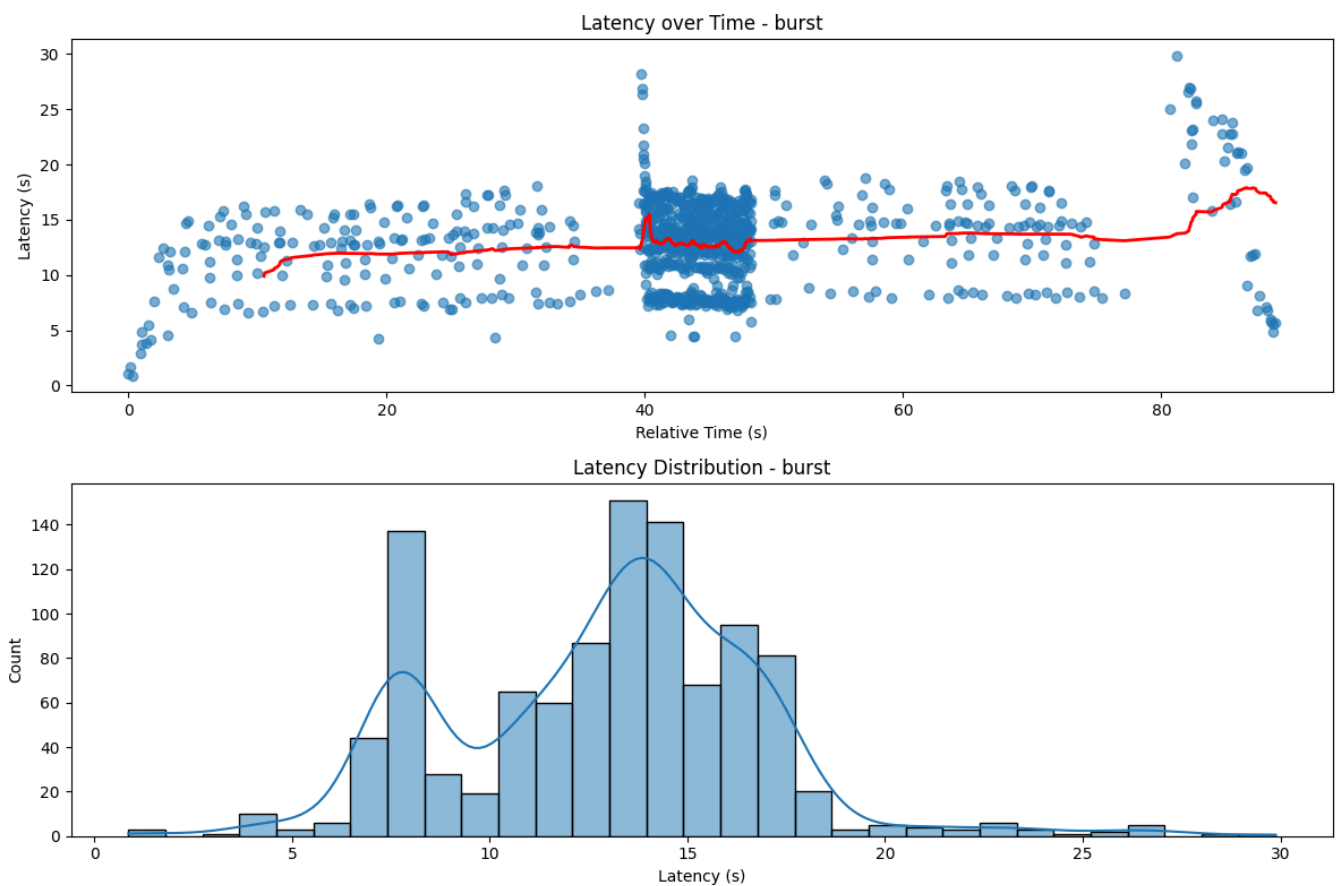 Latency over Time - burst
30
25
20
15
10
5
0
Latency (s)
0 20 40 60 80
Relative Time (s)
Latency Distribution - burst
140
120
100
80
60
40
20
0
Count
0 5 10 15 20 25 30
Latency (s)